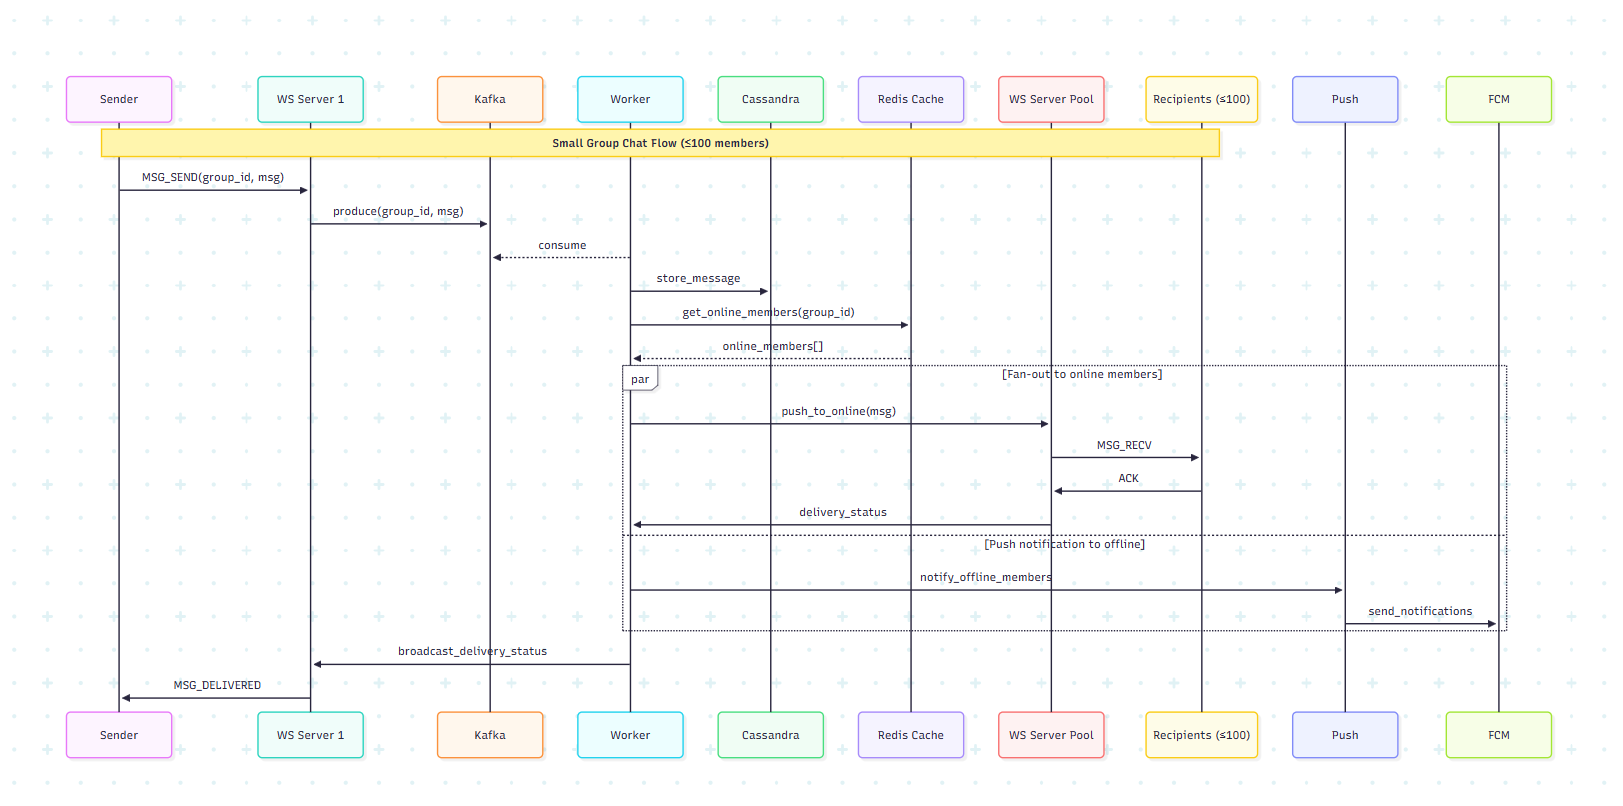 Sender
WS Server 1
Kafka
Worker
Cassandra
Redis Cache
WS Server Pool
Recipients (≤100)
Push
FCM
Small Group Chat Flow (≤100 members)
MSG_SEND(group_id, msg)
produce(group_id, msg)
consume
store_message
get_online_members(group_id)
online_members[]
par
[Fan-out to online members]
push_to_online(msg)
MSG_RECV
ACK
delivery_status
[Push notification to offline]
notify_offline_members
send_notifications
broadcast_delivery_status
MSG_DELIVERED
Sender
WS Server 1
Kafka
Worker
Cassandra
Redis Cache
WS Server Pool
Recipients (≤100)
Push
FCM